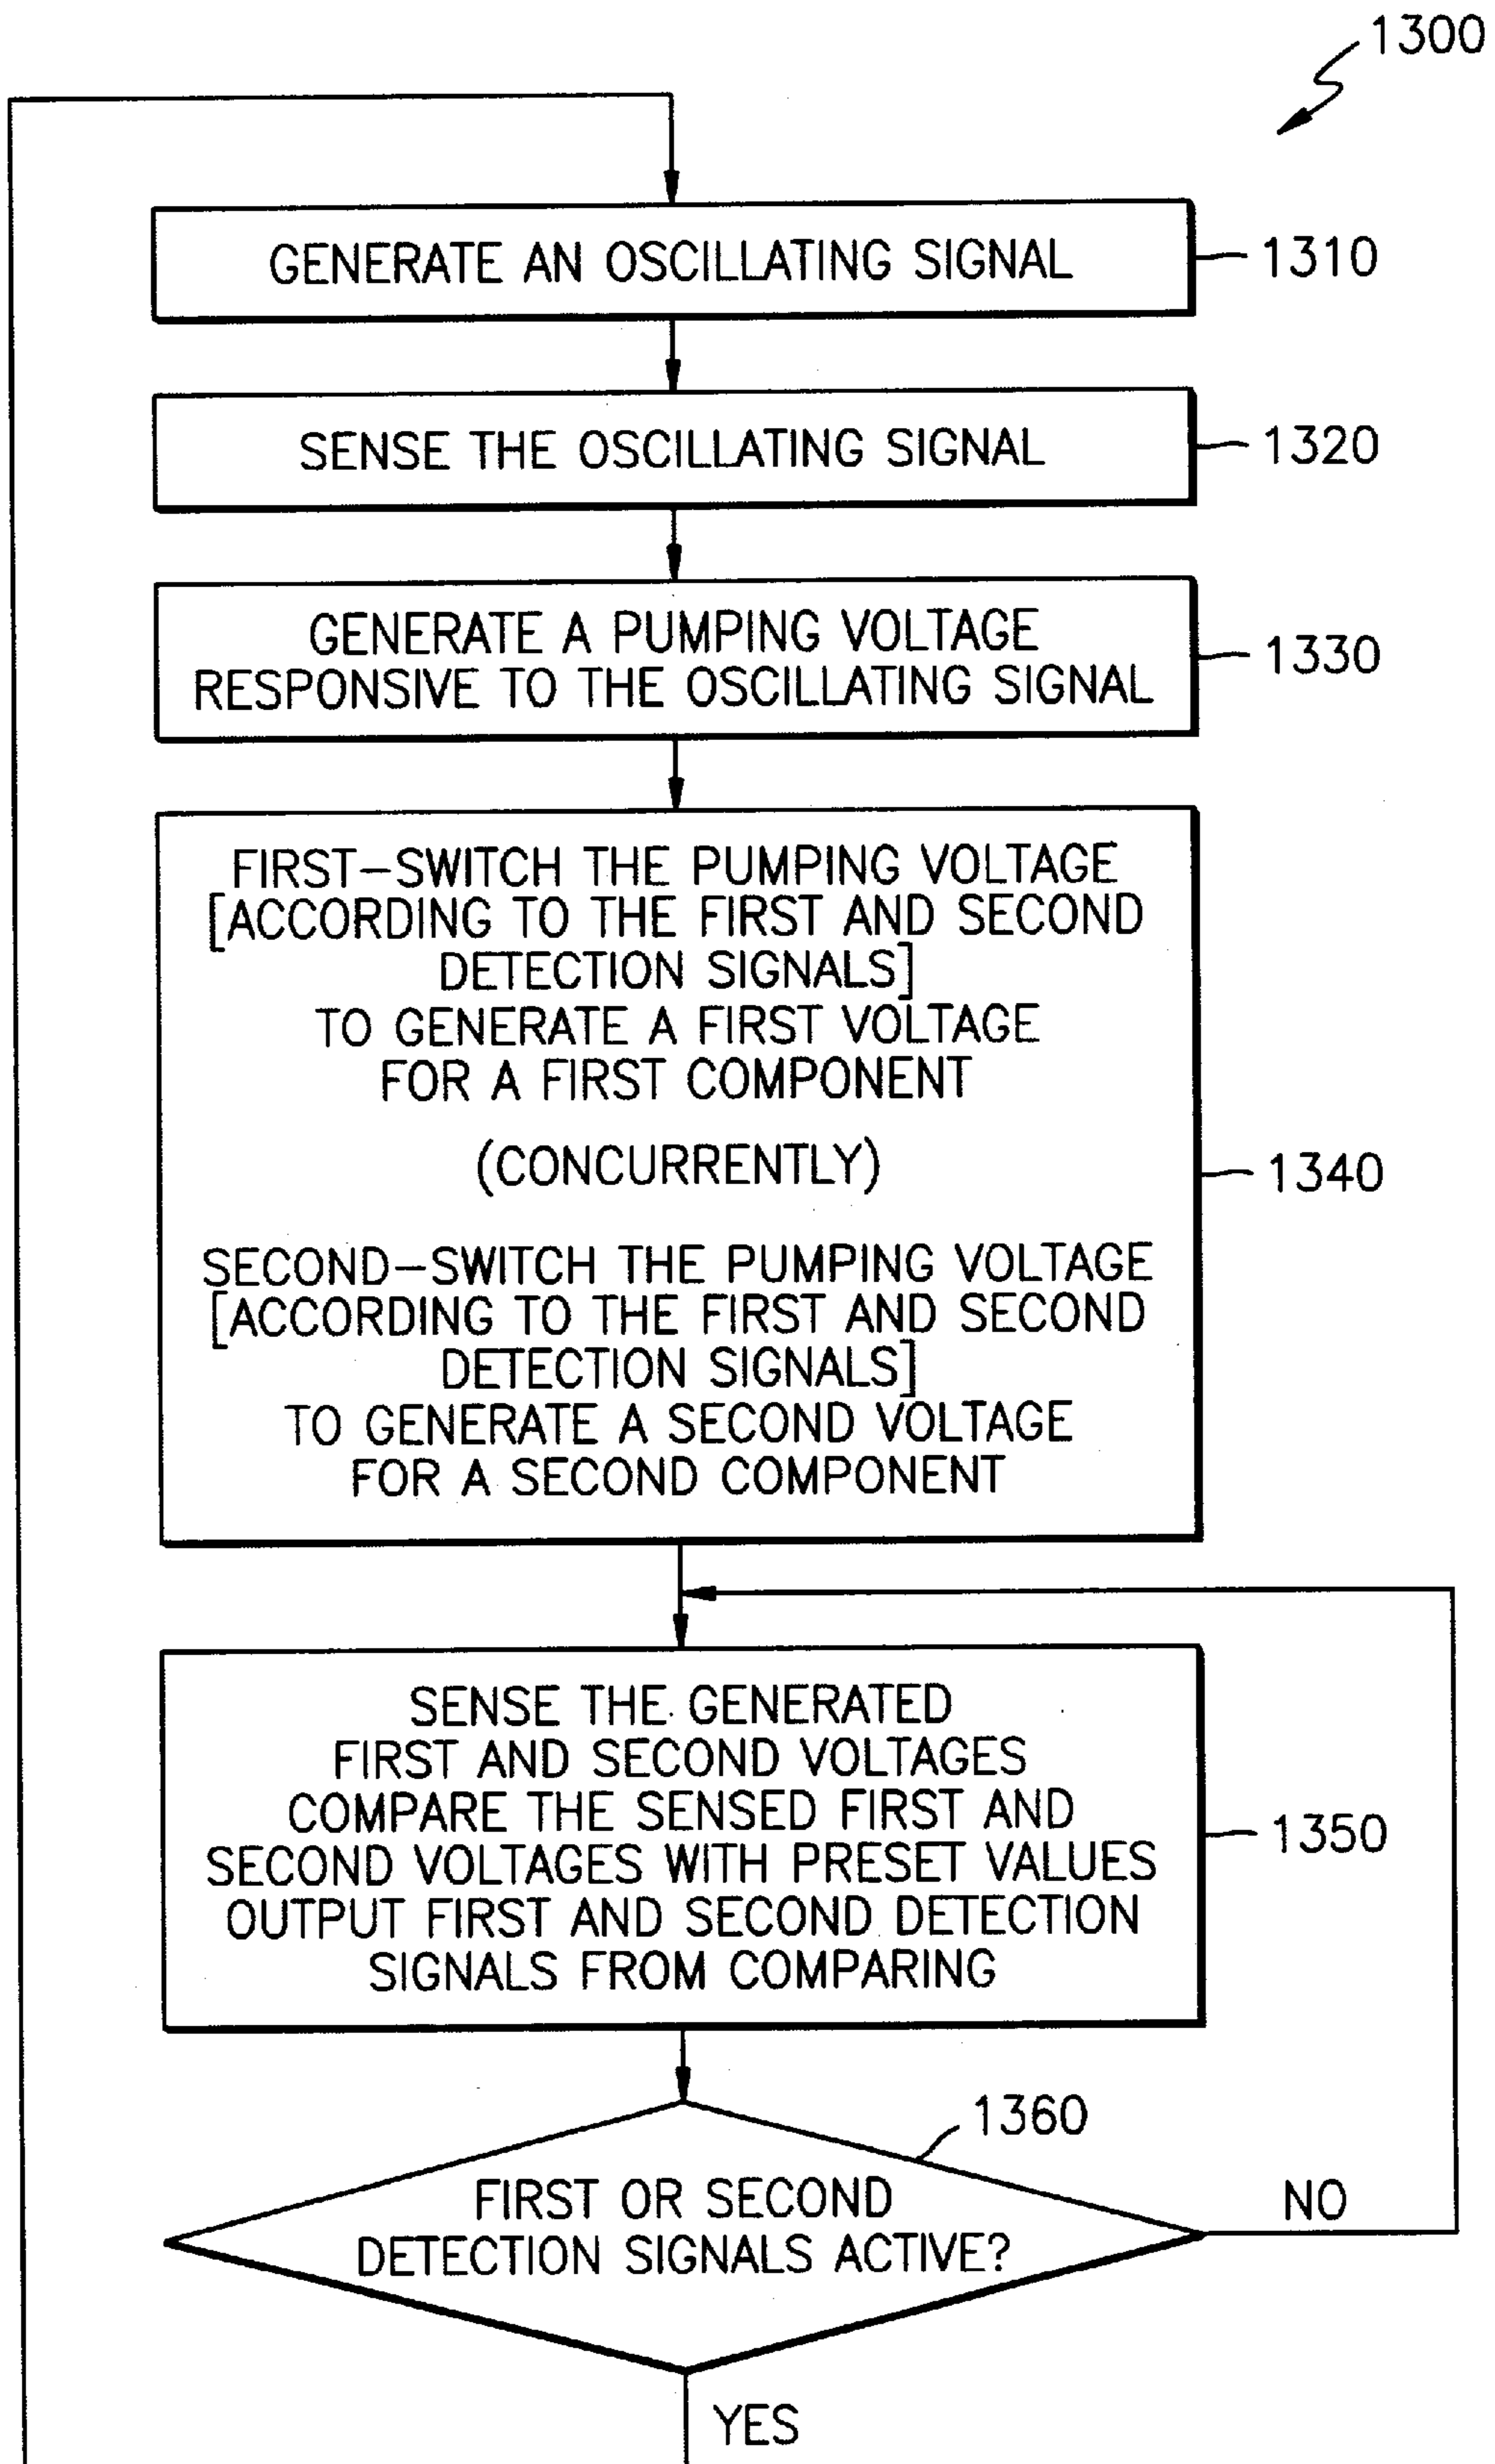 1300
GENERATE AN OSCILLATING SIGNAL
1310
SENSE THE OSCILLATING SIGNAL
1320
GENERATE A PUMPING VOLTAGE
RESPONSIVE TO THE OSCILLATING SIGNAL
1330
FIRST-SWITCH THE PUMPING VOLTAGE
[ACCORDING TO THE FIRST AND SECOND
DETECTION SIGNALS]
TO GENERATE A FIRST VOLTAGE
FOR A FIRST COMPONENT
(CONCURRENTLY)
1340
SECOND-SWITCH THE PUMPING VOLTAGE
[ACCORDING TO THE FIRST AND SECOND
DETECTION SIGNALS]
TO GENERATE A SECOND VOLTAGE
FOR A SECOND COMPONENT
SENSE THE GENERATED
FIRST AND SECOND VOLTAGES
COMPARE THE SENSED FIRST AND
SECOND VOLTAGES WITH PRESET VALUES
OUTPUT FIRST AND SECOND DETECTION
SIGNALS FROM COMPARING
1350
1360
FIRST OR SECOND
DETECTION SIGNALS ACTIVE?
NO
YES